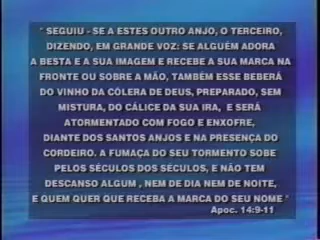 " SEGUIU - SE A ESTES OUTRO ANJO, O TERCEIRO,
DIZENDO, EM GRANDE VOZ: SE ALGUÉM ADORA
A BESTA E A SUA IMAGEM E RECEBE A SUA MARCA NA
FRONTE OU SOBRE A MÃO, TAMBÉM ESSE BEBERÁ
DO VINHO DA CÓLERA DE DEUS, PREPARADO, SEM
MISTURA, DO CÁLICE DA SUA IRA, E SERÁ
ATORMENTADO COM FOGO E ENXOFRE,
DIANTE DOS SANTOS ANJOS E NA PRESENÇA DO
CORDEIRO. A FUMAÇA DO SEU TORMENTO SOBE
PELOS SÉCULOS DOS SÉCULOS, E NÃO TEM
DESCANSO ALGUM , NEM DE DIA NEM DE NOITE,
E QUEM QUER QUE RECEBA A MARCA DO SEU NOME "
Apoc. 14:9-11